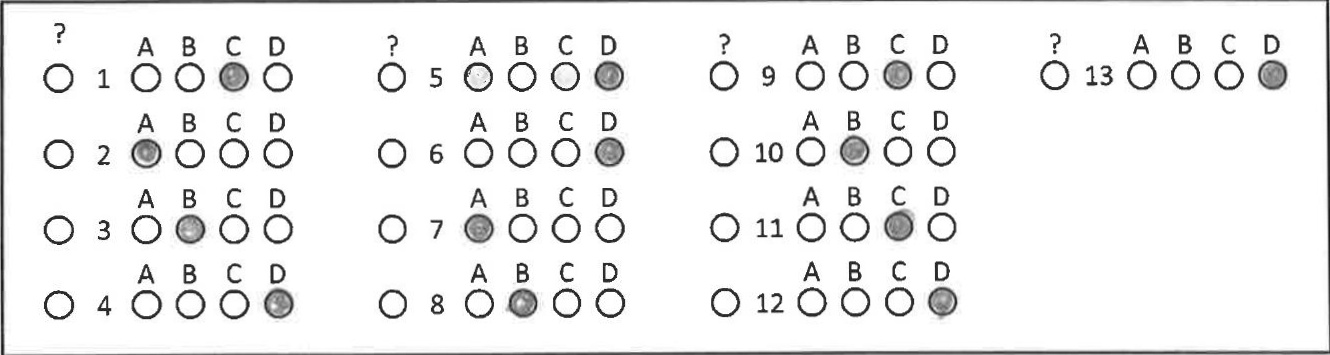 ? A B C D ? A B C D ? A B C D ? A B C D
1 5 9 13
A B C D A B C D A B C D
2 6 10
A B C D A B C D A B C D
3 7 11
A B C D A B C D A B C D
4 8 12